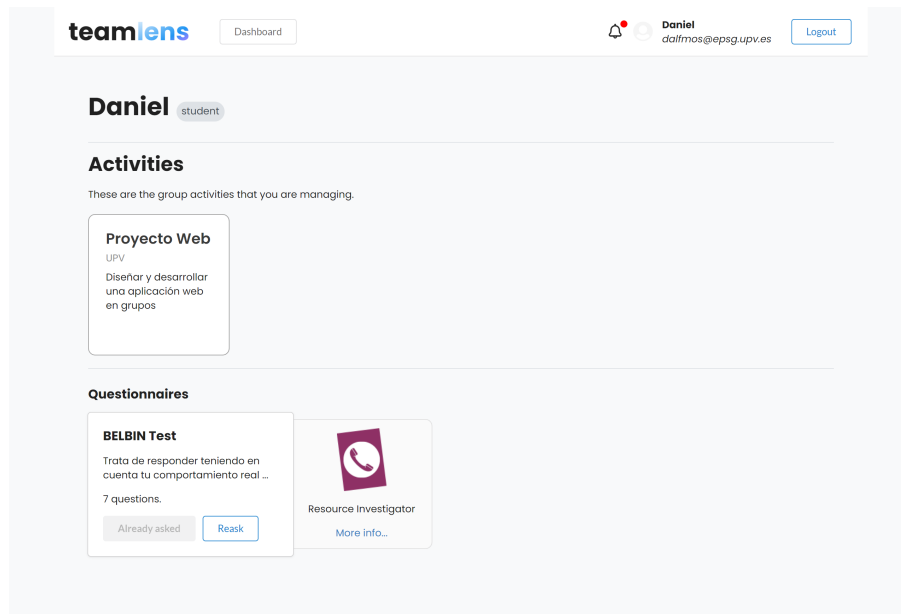 teamlens
Dashboard
Daniel
dalfmos@epsg.upv.es
Logout
Daniel
student
Activities
These are the group activities that you are managing.
Proyecto Web
UPV
Diseñar y desarrollar
una aplicación web
en grupos
Questionnaires
BELBIN Test
Trata de responder teniendo en
cuenta tu comportamiento real ...
7 questions.
Already asked
Reask
Resource Investigator
More info...